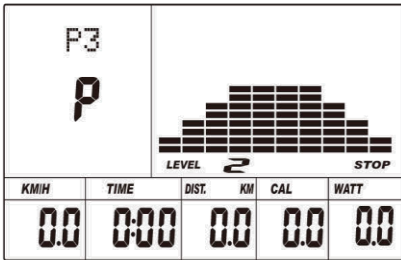 P3
P
LEVEL 2 STOP
KM/H TIME DIST. KM CAL WATT
0.0 0:00 0.0 0.0 0.0